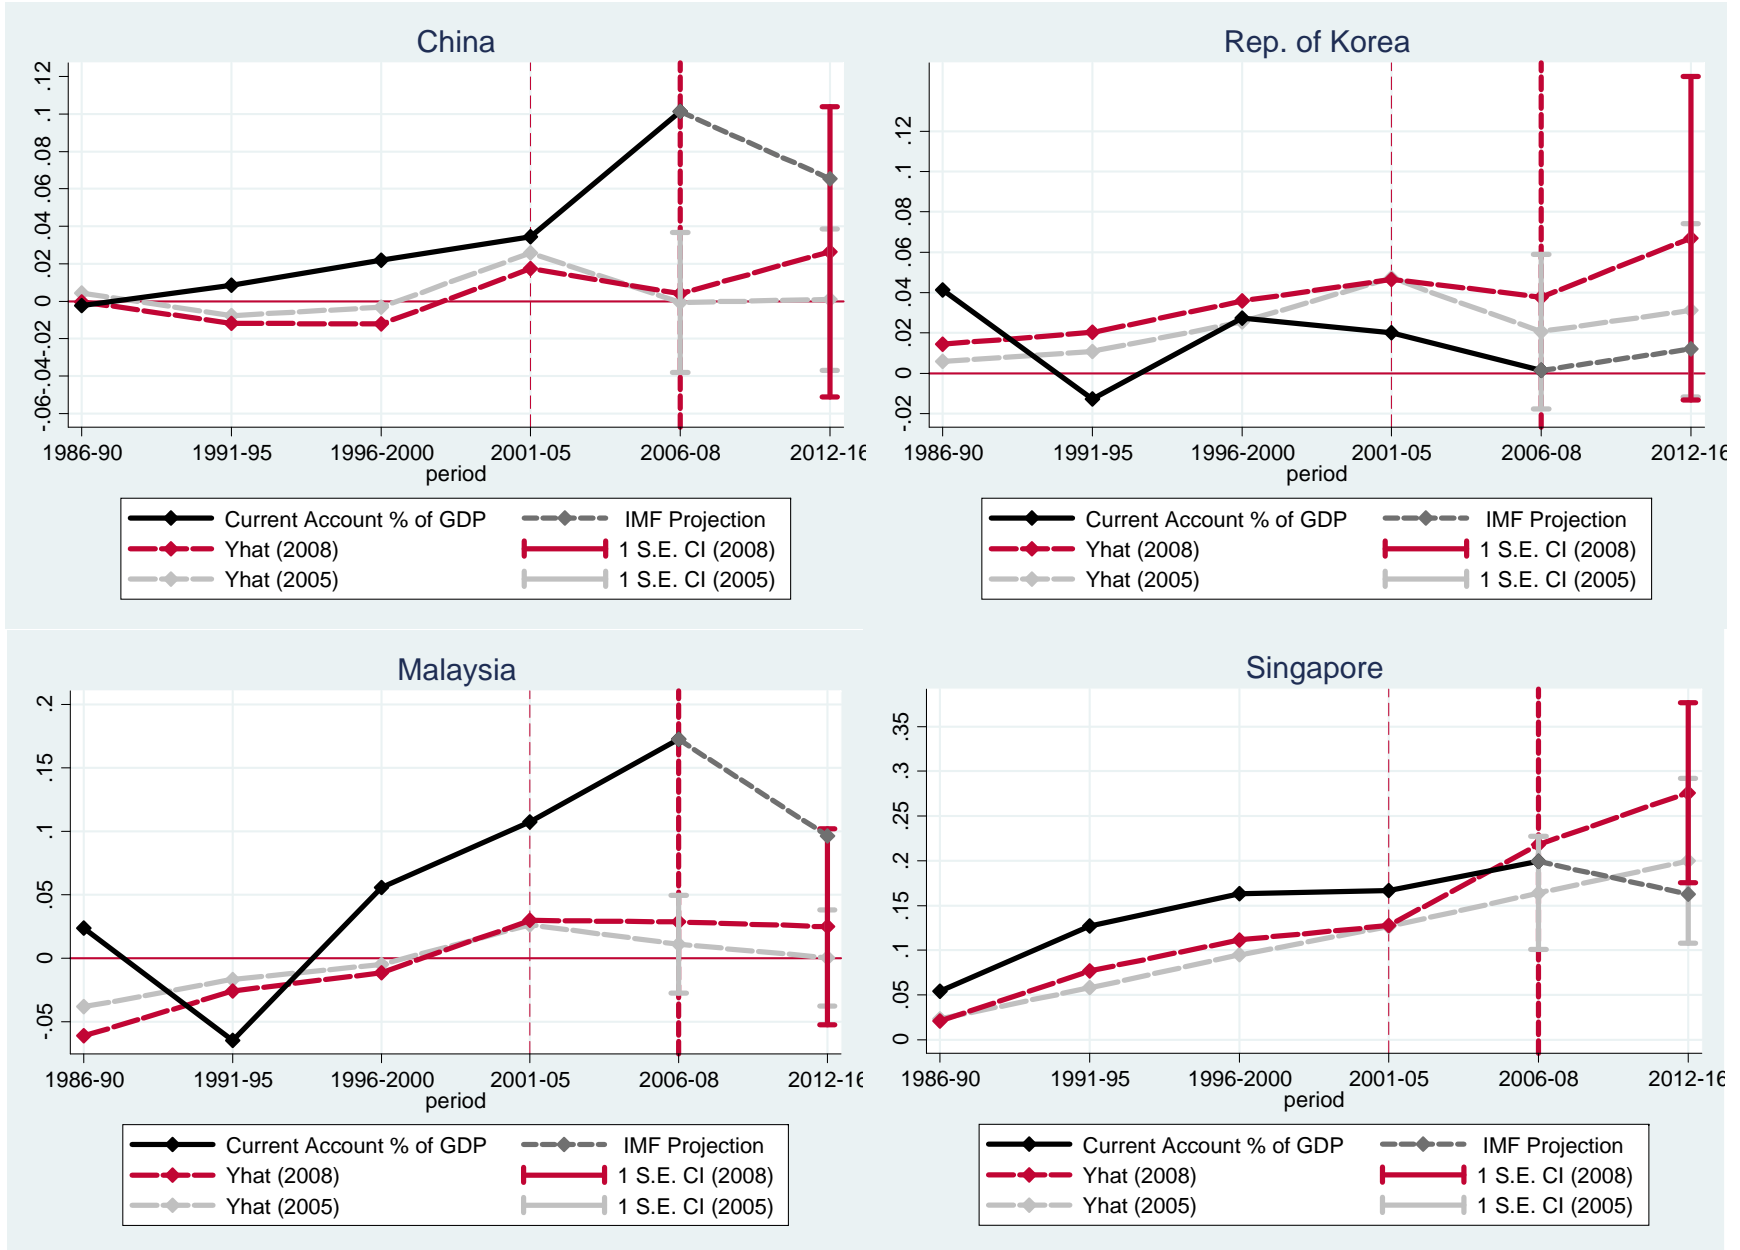 China
.12
.1
.08
.06
.04
.02
0
-.02
-.04
-.06
1986-90 1991-95 1996-2000 2001-05 2006-08 2012-16
period
Current Account % of GDP IMF Projection
Yhat (2008) 1 S.E. CI (2008)
Yhat (2005) 1 S.E. CI (2005)
Rep. of Korea
.12
.1
.08
.06
.04
.02
0
-.02
1986-90 1991-95 1996-2000 2001-05 2006-08 2012-16
period
Current Account % of GDP IMF Projection
Yhat (2008) 1 S.E. CI (2008)
Yhat (2005) 1 S.E. CI (2005)
Malaysia
.2
.15
.1
.05
0
-.05
1986-90 1991-95 1996-2000 2001-05 2006-08 2012-16
period
Current Account % of GDP IMF Projection
Yhat (2008) 1 S.E. CI (2008)
Yhat (2005) 1 S.E. CI (2005)
Singapore
.35
.3
.25
.2
.15
.1
.05
0
1986-90 1991-95 1996-2000 2001-05 2006-08 2012-16
period
Current Account % of GDP IMF Projection
Yhat (2008) 1 S.E. CI (2008)
Yhat (2005) 1 S.E. CI (2005)